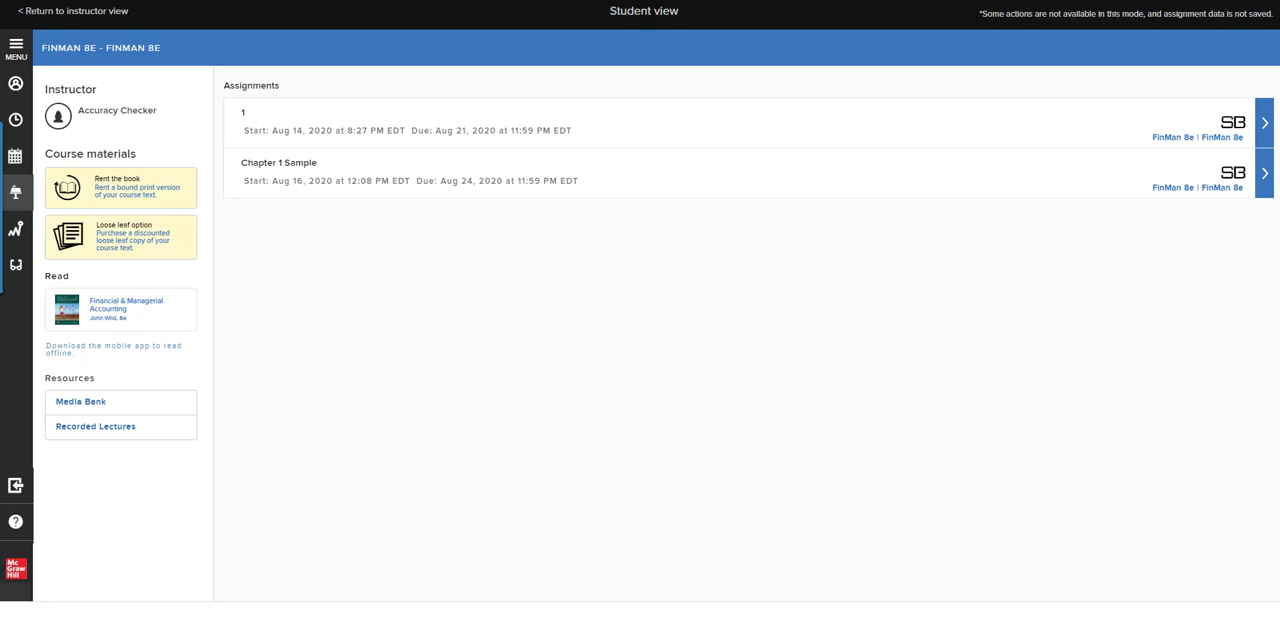 < Return to instructor view
Student view
*Some actions are not available in this mode, and assignment data is not saved.
MENU
FINMAN 8E - FINMAN 8E
Instructor
Accuracy Checker
Course materials
Rent the book
Rent a bound print version
of your course text.
Loose leaf option
Purchase a discounted
loose leaf copy of your
course text.
Read
Financial & Managerial
Accounting
John Wild, 8e
Download the mobile app to read
offline.
Resources
Media Bank
Recorded Lectures
Assignments
1
Start: Aug 14, 2020 at 8:27 PM EDT Due: Aug 21, 2020 at 11:59 PM EDT
SB
FinMan 8e | FinMan 8e
Chapter 1 Sample
Start: Aug 16, 2020 at 12:08 PM EDT Due: Aug 24, 2020 at 11:59 PM EDT
SB
FinMan 8e | FinMan 8e
Mc
Graw
Hill